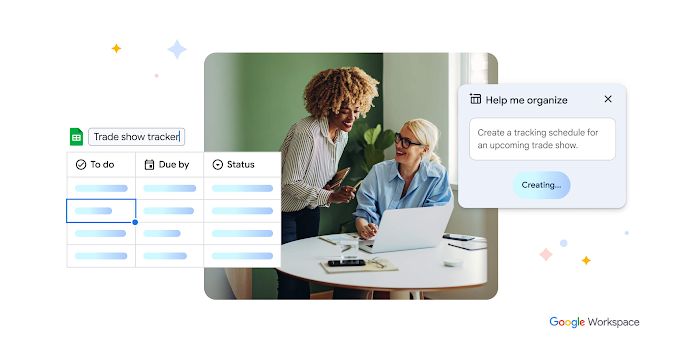 Trade show tracker
To do
Due by
Status
Help me organize
Create a tracking schedule for
an upcoming trade show.
Creating...
Google Workspace